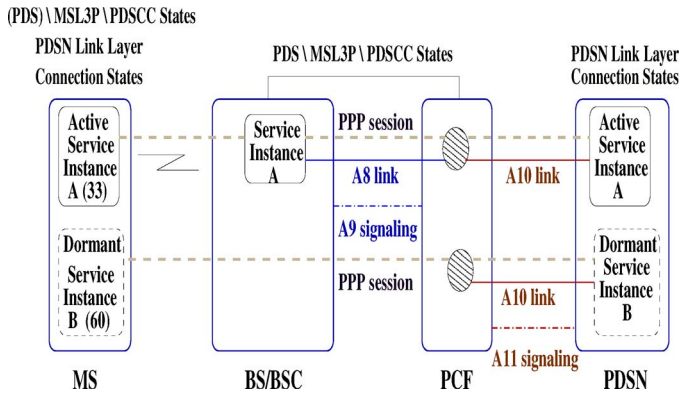 (PDS) \ MSL3P \ PDSCC States
PDSN Link Layer
Connection States
PDS \ MSL3P \ PDSCC States
PDSN Link Layer
Connection States
Active
Service
Instance
A (33)
Service
Instance
A
PPP session
A8 link
A10 link
Active
Service
Instance
A
A9 signaling
Dormant
Service
Instance
B (60)
PPP session
A10 link
Dormant
Service
Instance
B
A11 signaling
MS
BS/BSC
PCF
PDSN